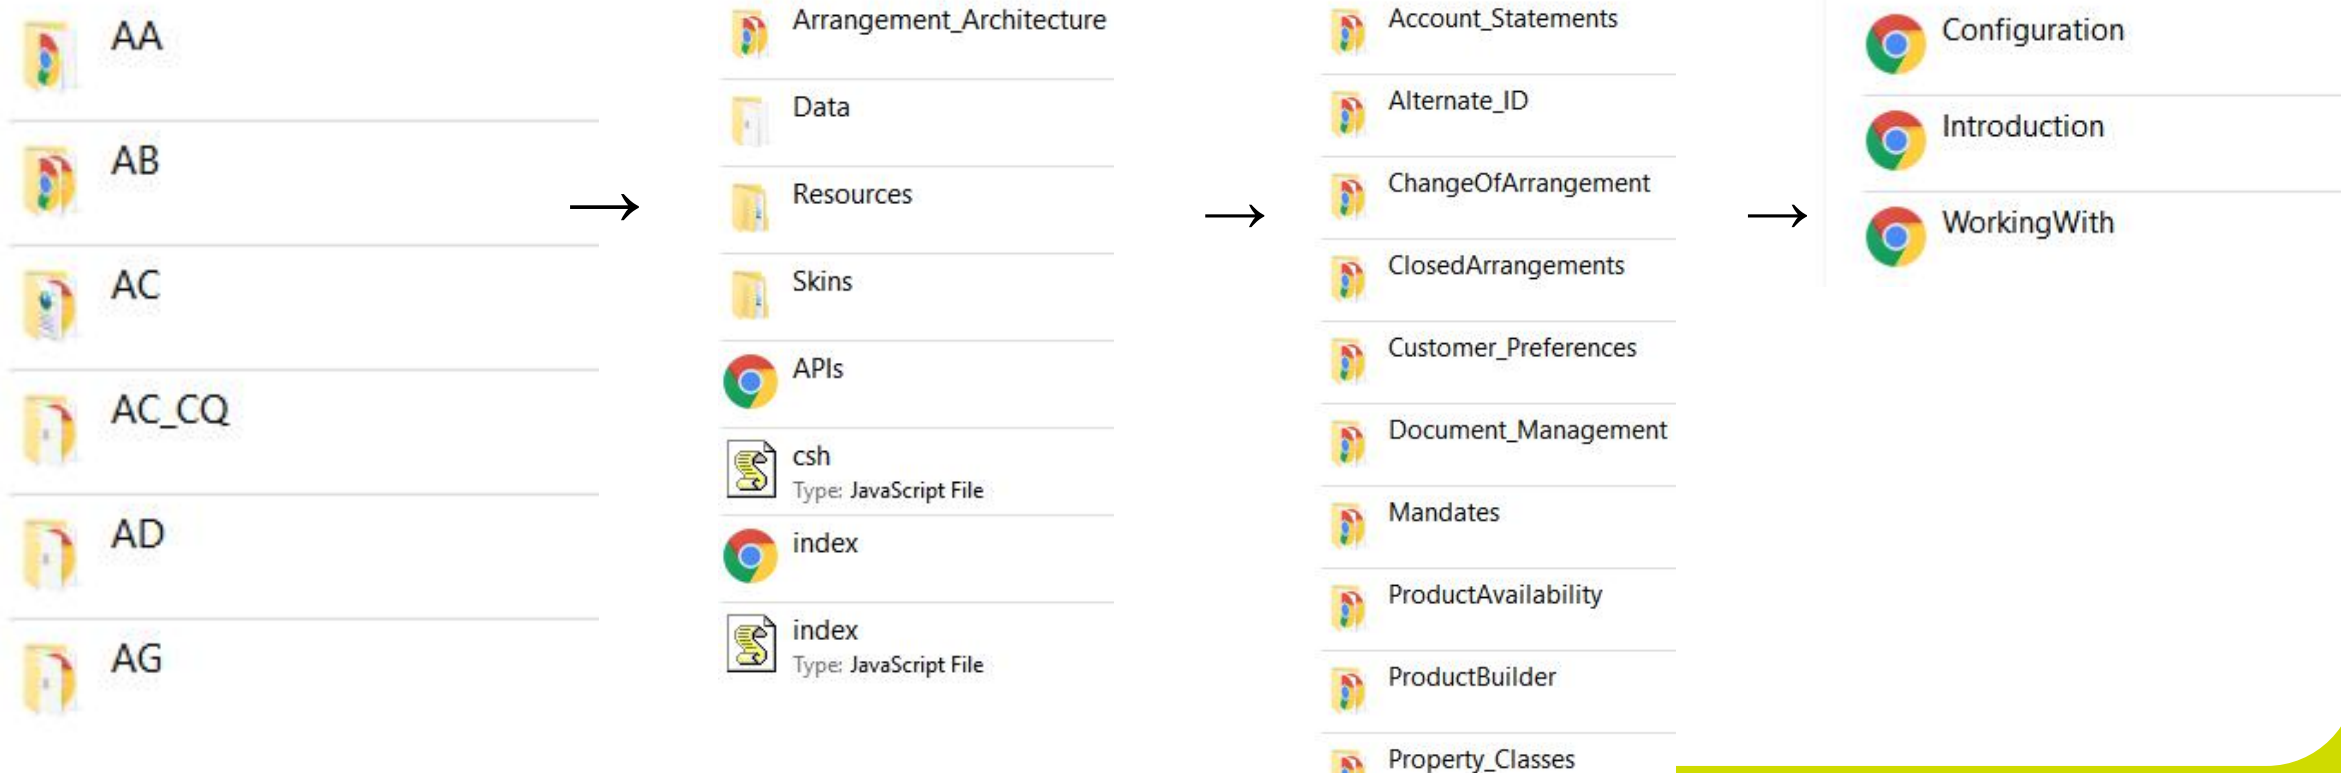 AA
AB
AC
AC_CQ
AD
AG
→
Arrangement_Architecture
Data
Resources
Skins
APIs
csh
Type: JavaScript File
index
index
Type: JavaScript File
→
Account_Statements
Alternate_ID
ChangeOfArrangement
ClosedArrangements
Customer_Preferences
Document_Management
Mandates
ProductAvailability
ProductBuilder
Property_Classes
→
Configuration
Introduction
WorkingWith